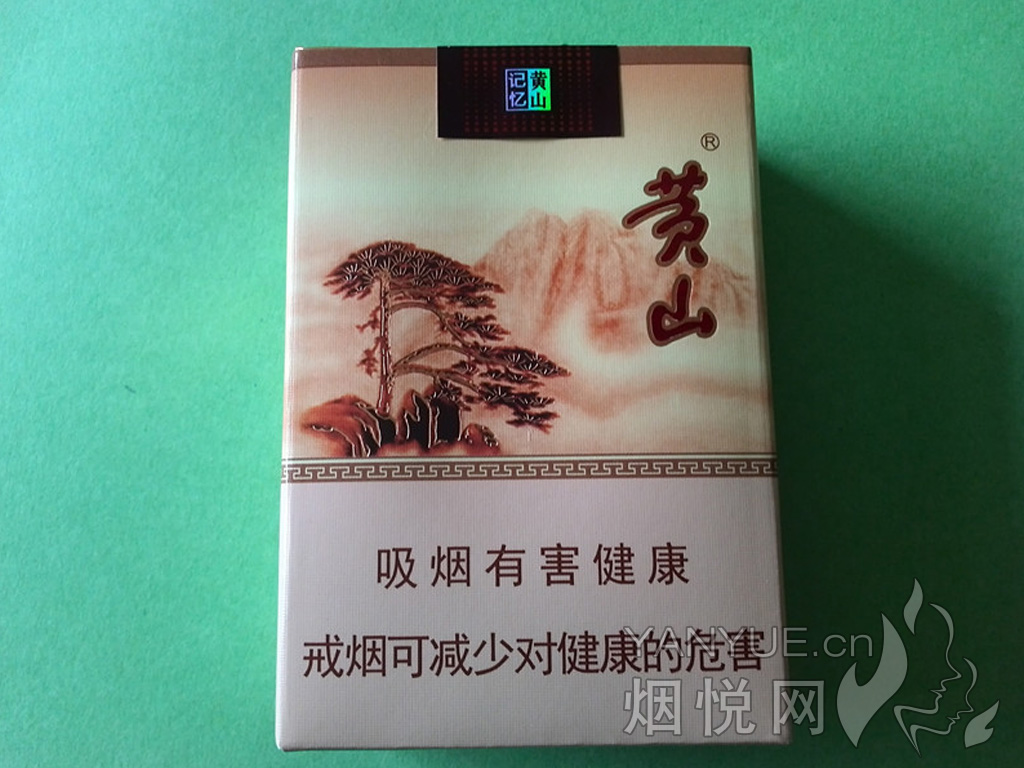 记忆
黄山
®
黄山
吸烟有害健康
戒烟可减少对健康的危害
YANYUE.cn
烟悦网